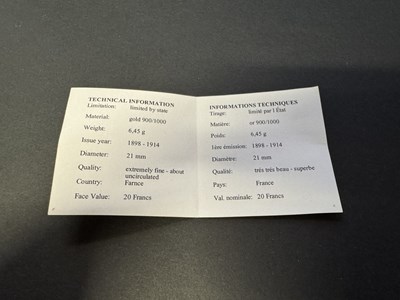 TECHNICAL INFORMATION
Limitation: limited by state
Material: gold 900/1000
Weight: 6,45 g
Issue year: 1898 - 1914
Diameter: 21 mm
Quality: extremely fine - about
uncirculated
Country: Farnce
Face Value: 20 Francs
INFORMATIONS TECHNIQUES
Tirage: limité par l État
Matière: or 900/1000
Poids: 6,45 g
1ère émission: 1898 - 1914
Diamètre: 21 mm
Qualité: très très beau - superbe
Pays: France
Val. nominale: 20 Francs